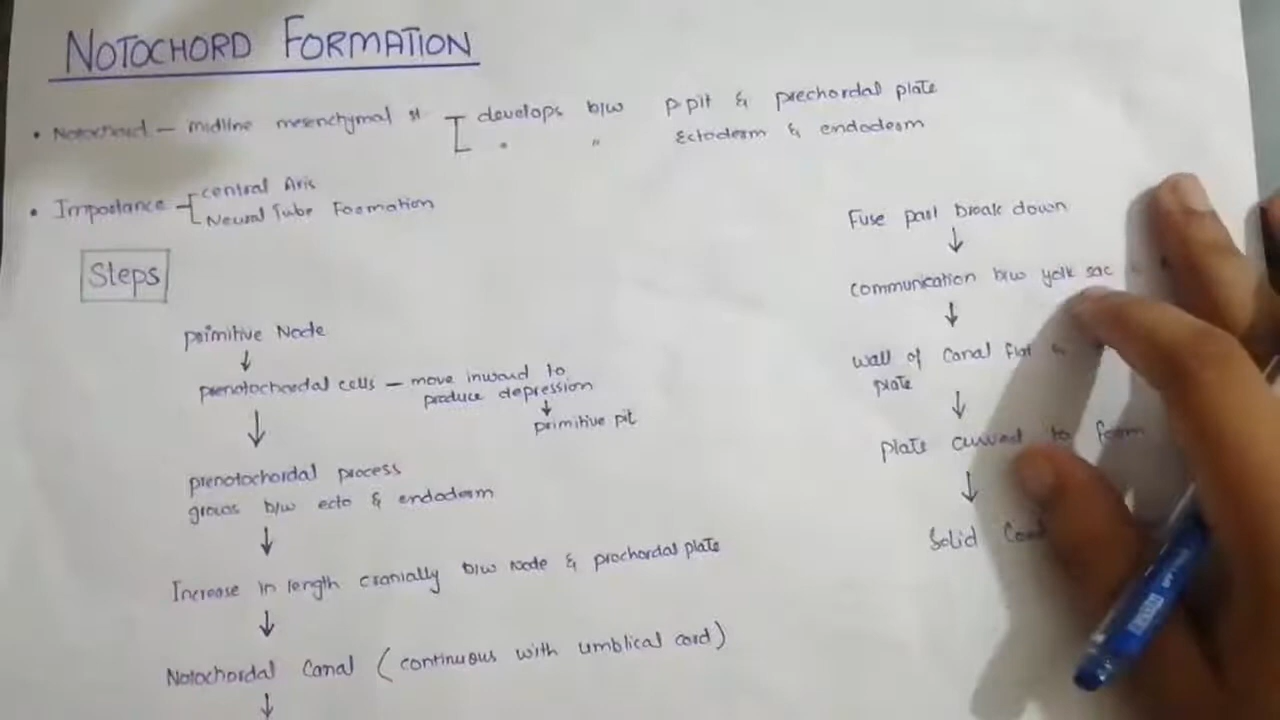 NOTOCHORD FORMATION
• Notochord – midline mesenchymal st
develops b/w p.pit & prechordal plate
" " Ectoderm & endoderm
• Importance
central Axis
Neural Tube Formation
Steps
primitive Node
↓
prenotochordal cells – move inward to
produce depression
↓
primitive pit
↓
prenotochordal process
grows b/w ecto & endoderm
↓
Increase in length cranially b/w Node & prochordal plate
↓
Notochordal Canal (continuous with umblical cord)
↓
Fuse part break down
↓
communication b/w yolk sac
↓
wall of canal flat
plate
↓
plate curved to form
↓
Solid